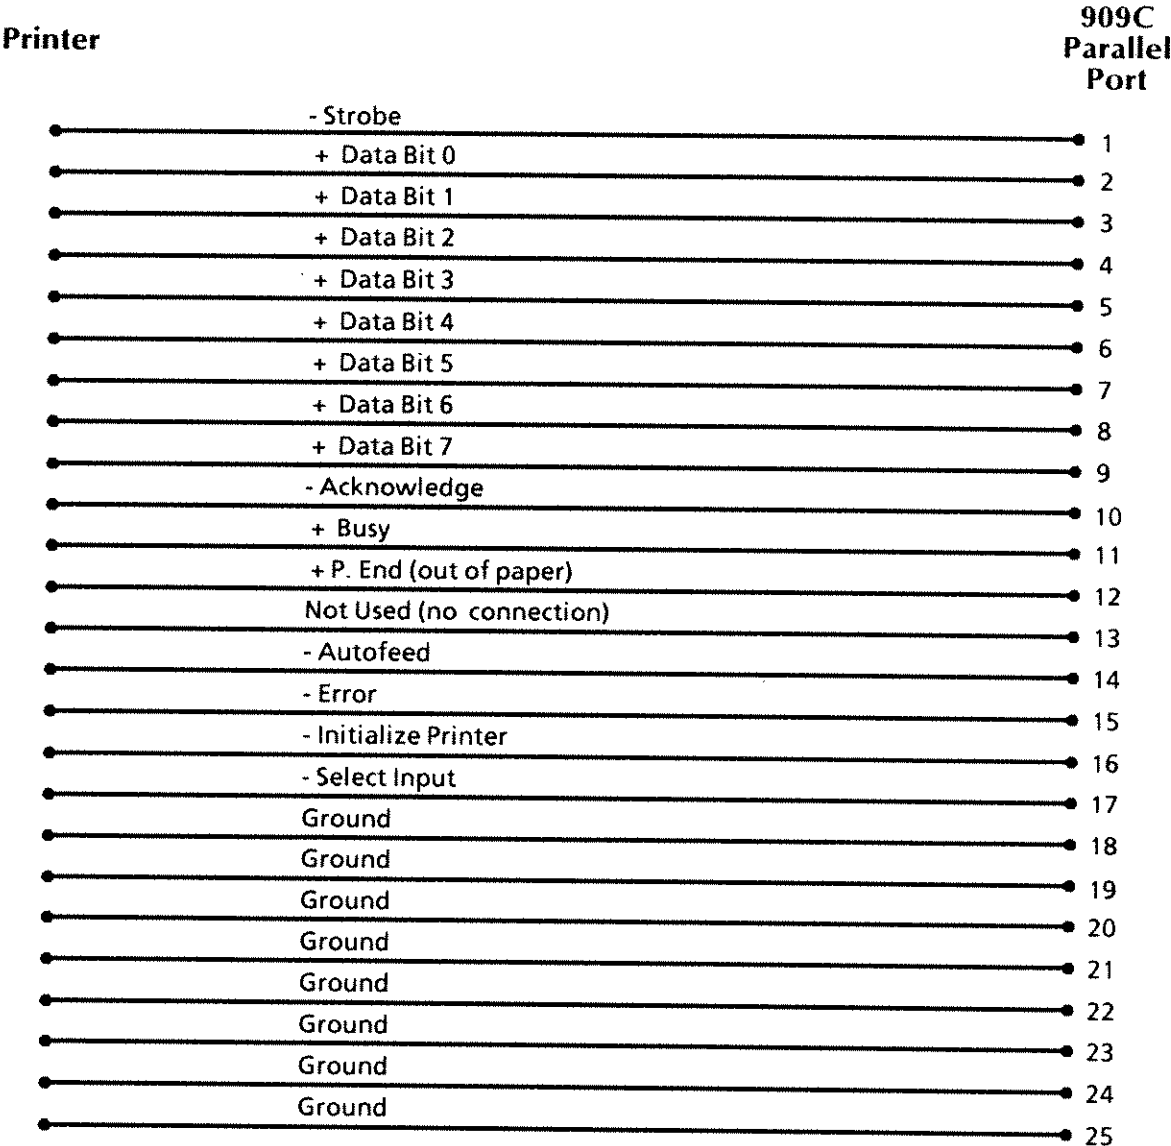 Printer
909C
Parallel
Port
- Strobe
1
+ Data Bit 0
2
+ Data Bit 1
3
+ Data Bit 2
4
+ Data Bit 3
5
+ Data Bit 4
6
+ Data Bit 5
7
+ Data Bit 6
8
+ Data Bit 7
9
- Acknowledge
10
+ Busy
11
+ P. End (out of paper)
12
Not Used (no connection)
13
- Autofeed
14
- Error
15
- Initialize Printer
16
- Select Input
17
Ground
18
Ground
19
Ground
20
Ground
21
Ground
22
Ground
23
Ground
24
Ground
25